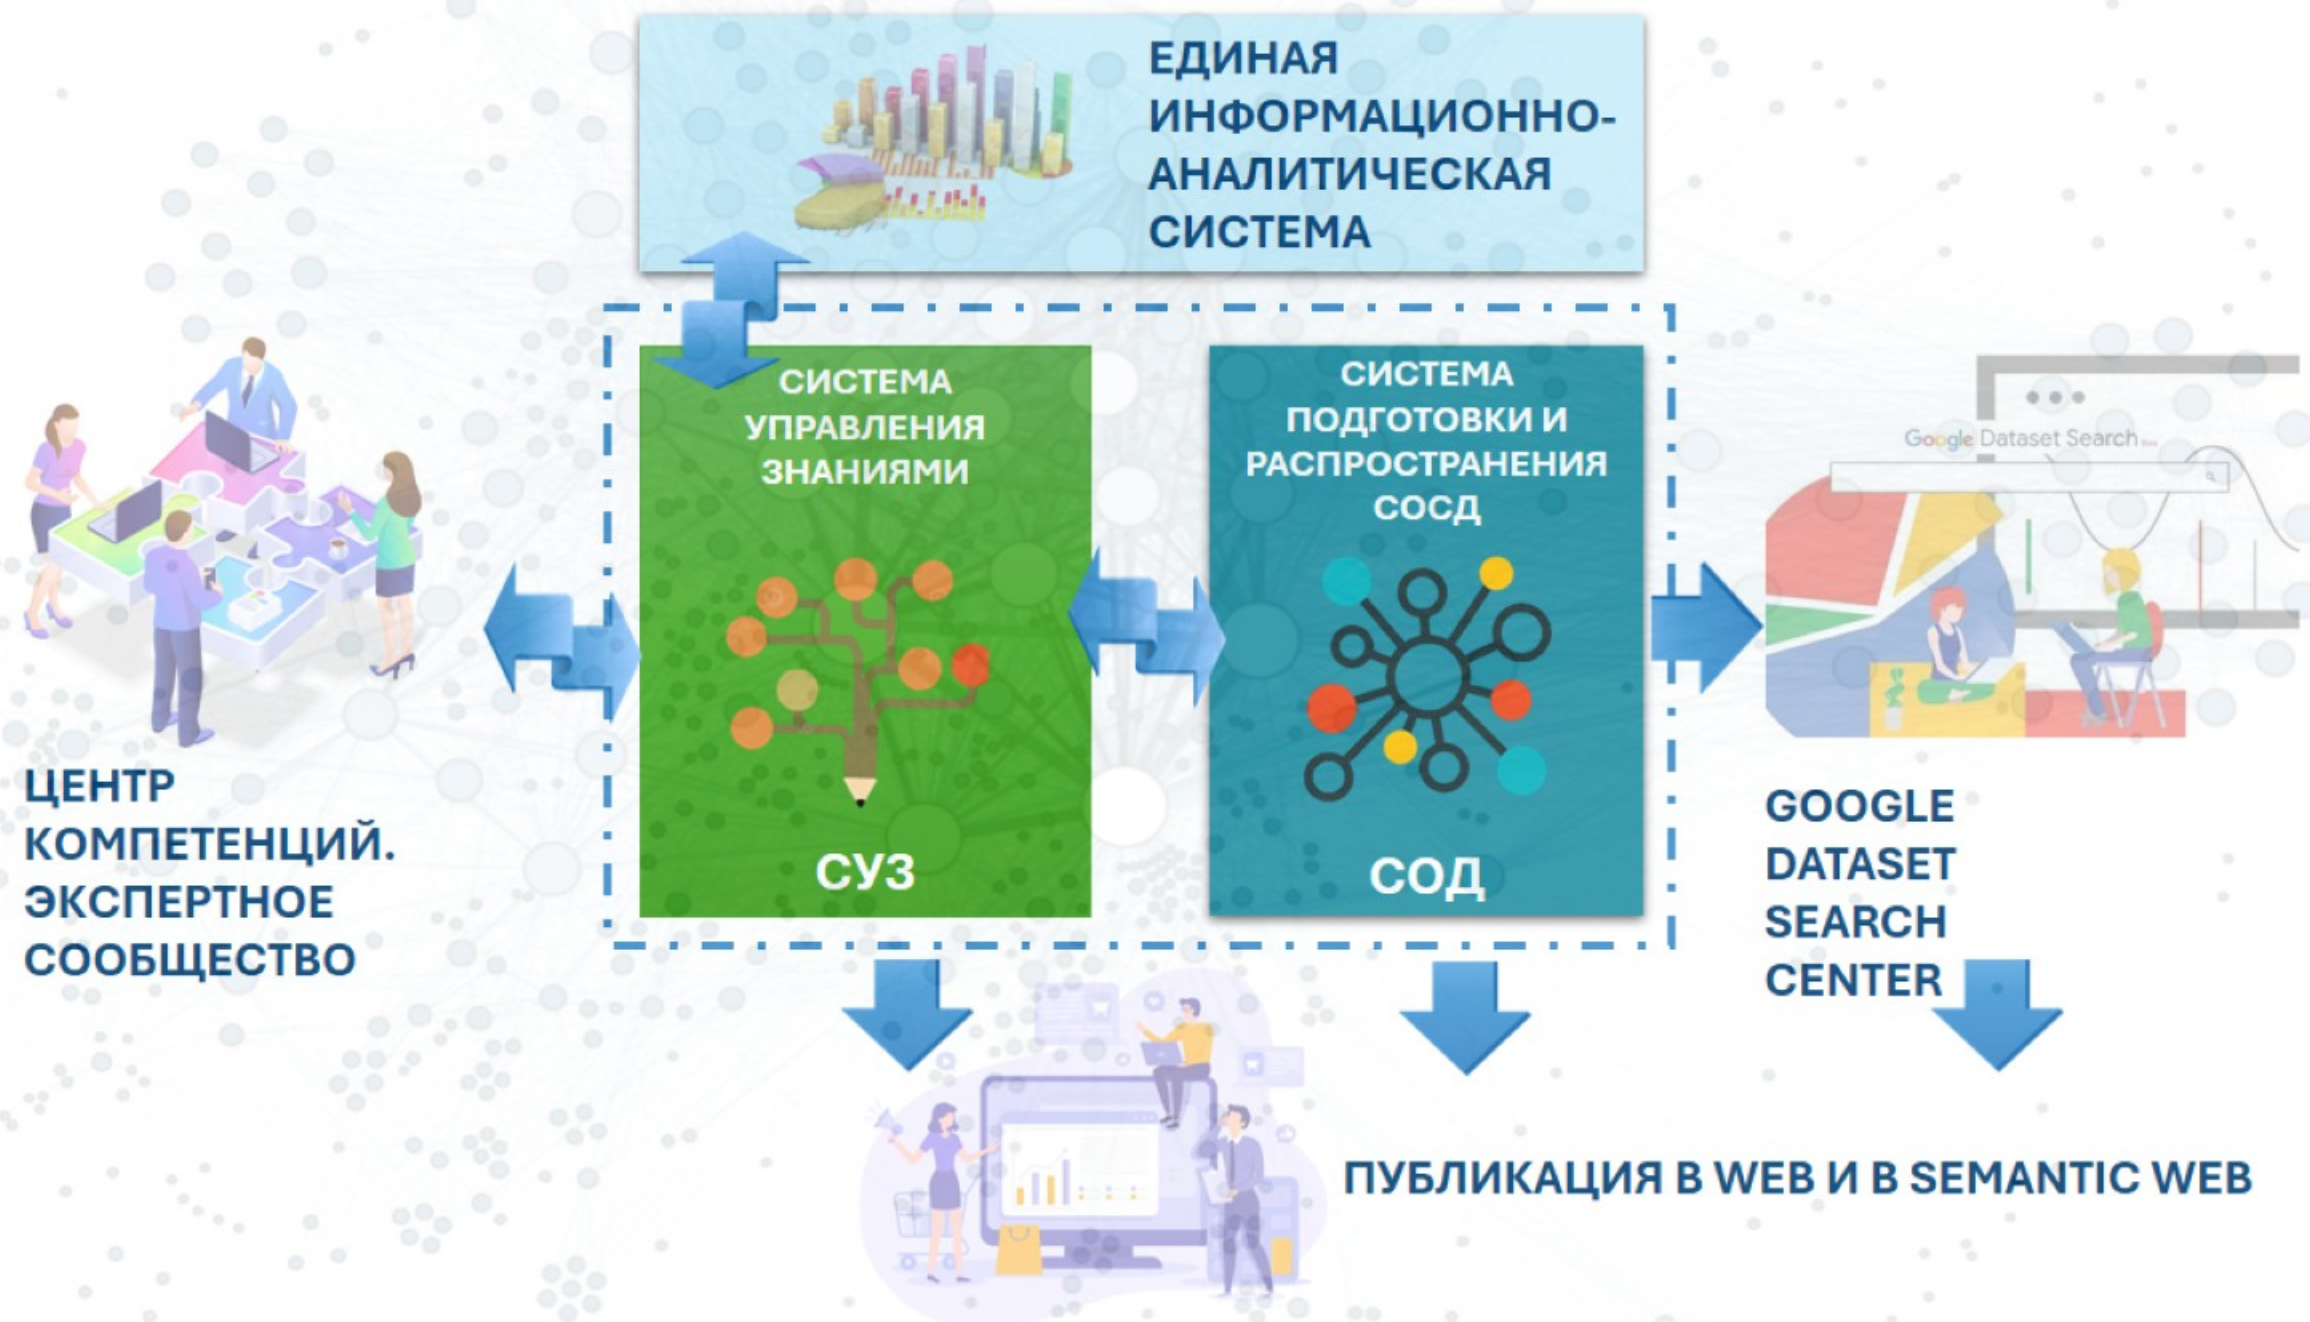 ЕДИНАЯ
ИНФОРМАЦИОННО-
АНАЛИТИЧЕСКАЯ
СИСТЕМА
СИСТЕМА
УПРАВЛЕНИЯ
ЗНАНИЯМИ
СУЗ
СИСТЕМА
ПОДГОТОВКИ И
РАСПРОСТРАНЕНИЯ
СОСД
СОД
Google Dataset Search
ЦЕНТР
КОМПЕТЕНЦИЙ.
ЭКСПЕРТНОЕ
СООБЩЕСТВО
GOOGLE
DATASET
SEARCH
CENTER
ПУБЛИКАЦИЯ В WEB И В SEMANTIC WEB